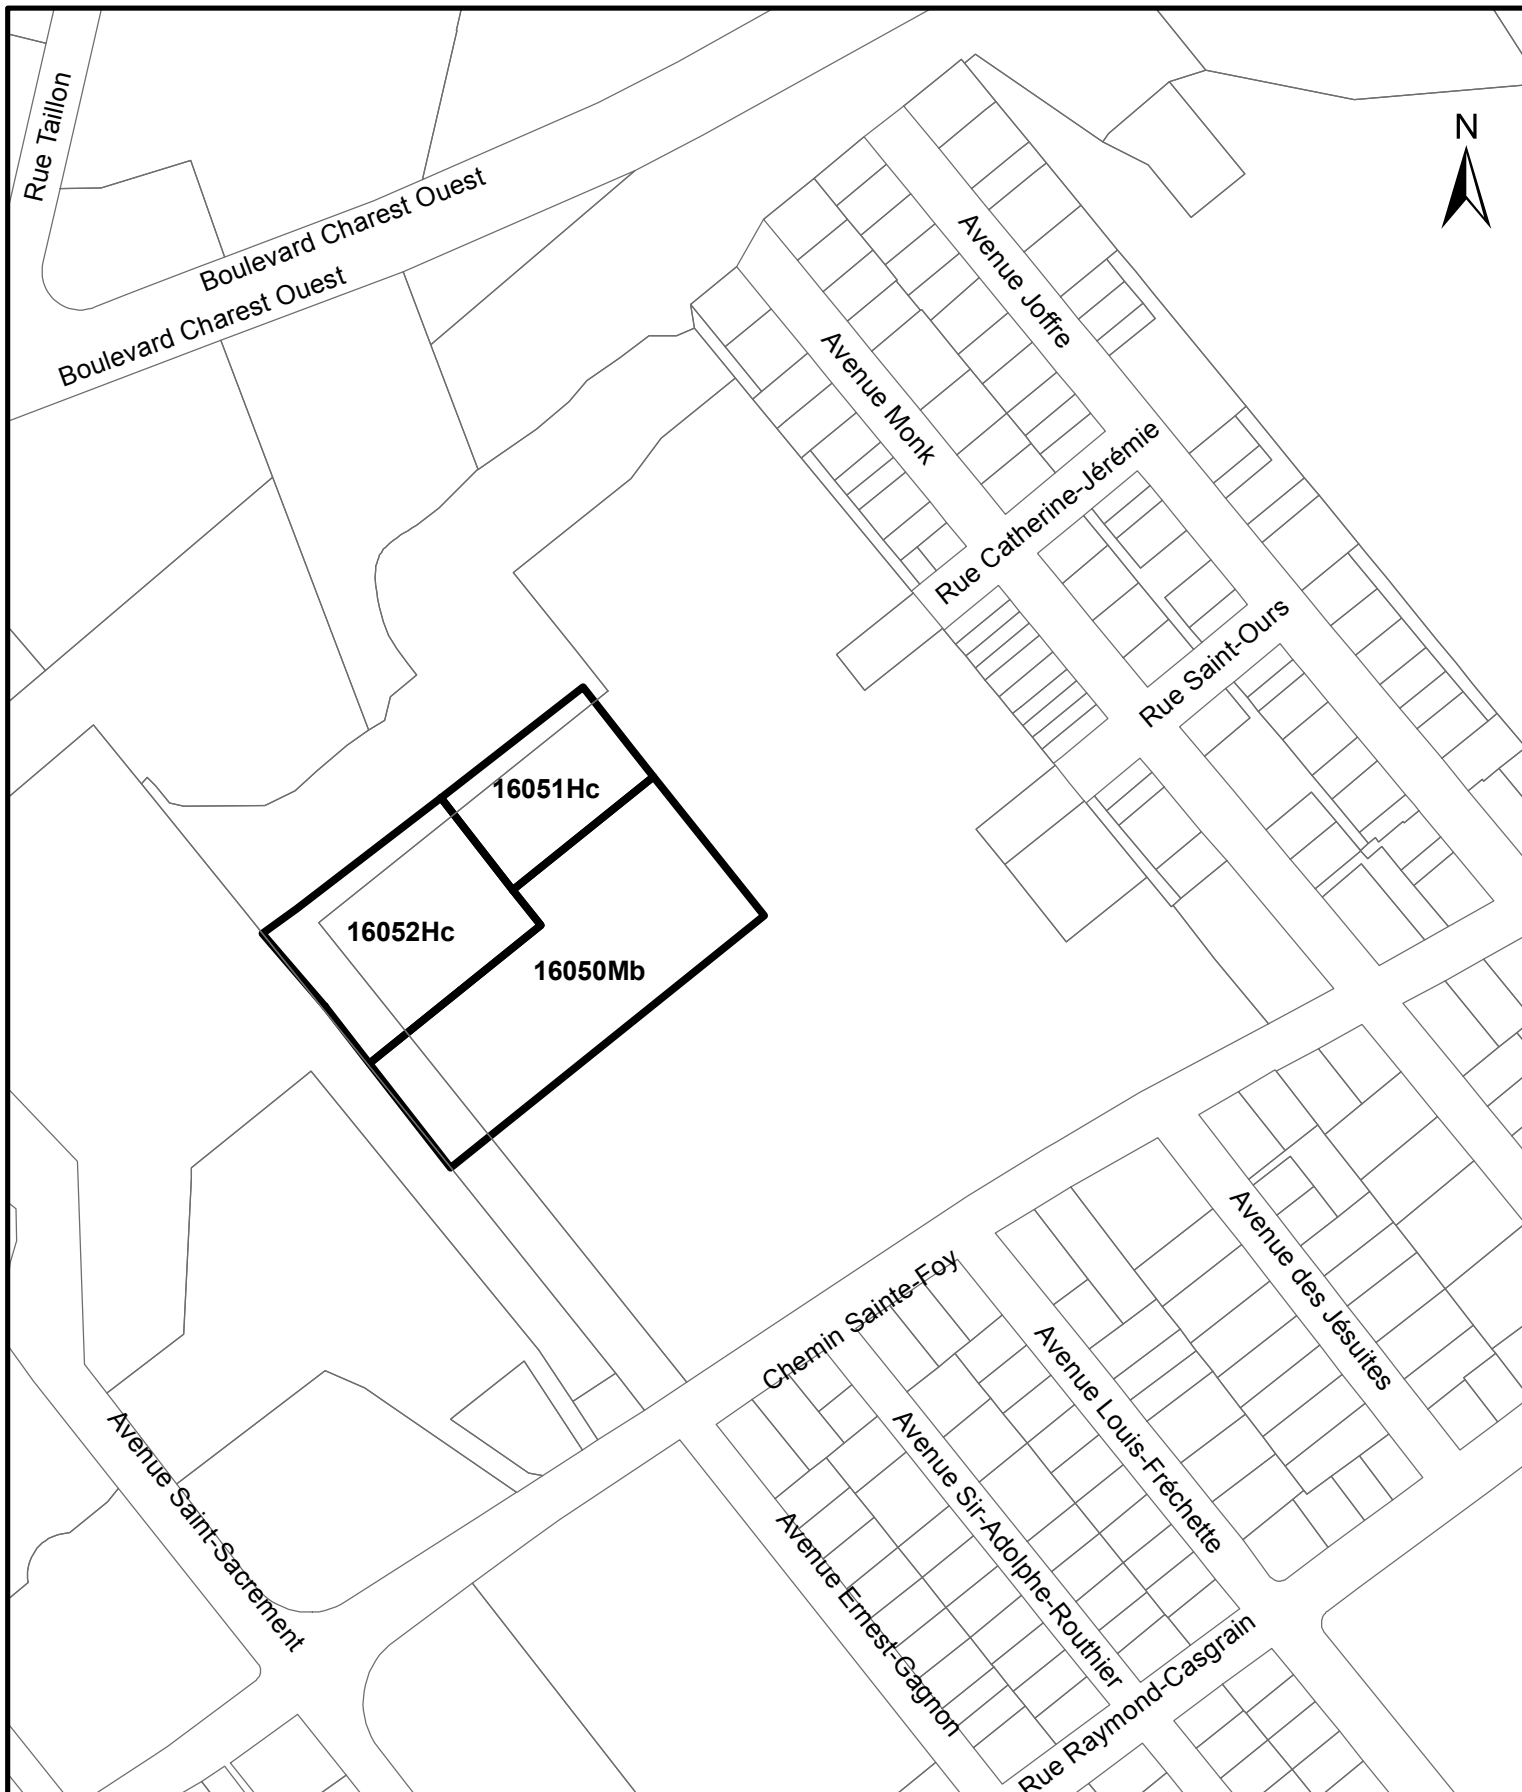 Rue Taillon
N
Boulevard Charest Ouest
Boulevard Charest Ouest
Avenue Joffre
Avenue Monk
Rue Catherine-Jérémie
Rue Saint-Ours
16051Hc
16052Hc
16050Mb
Avenue des Jésuites
Chemin Sainte-Foy
Avenue Louis-Fréchette
Avenue Sir-Adolphe-Routhier
Avenue Saint-Sacrement
Avenue Ernest-Gagnon
Rue Raymond-Casgrain